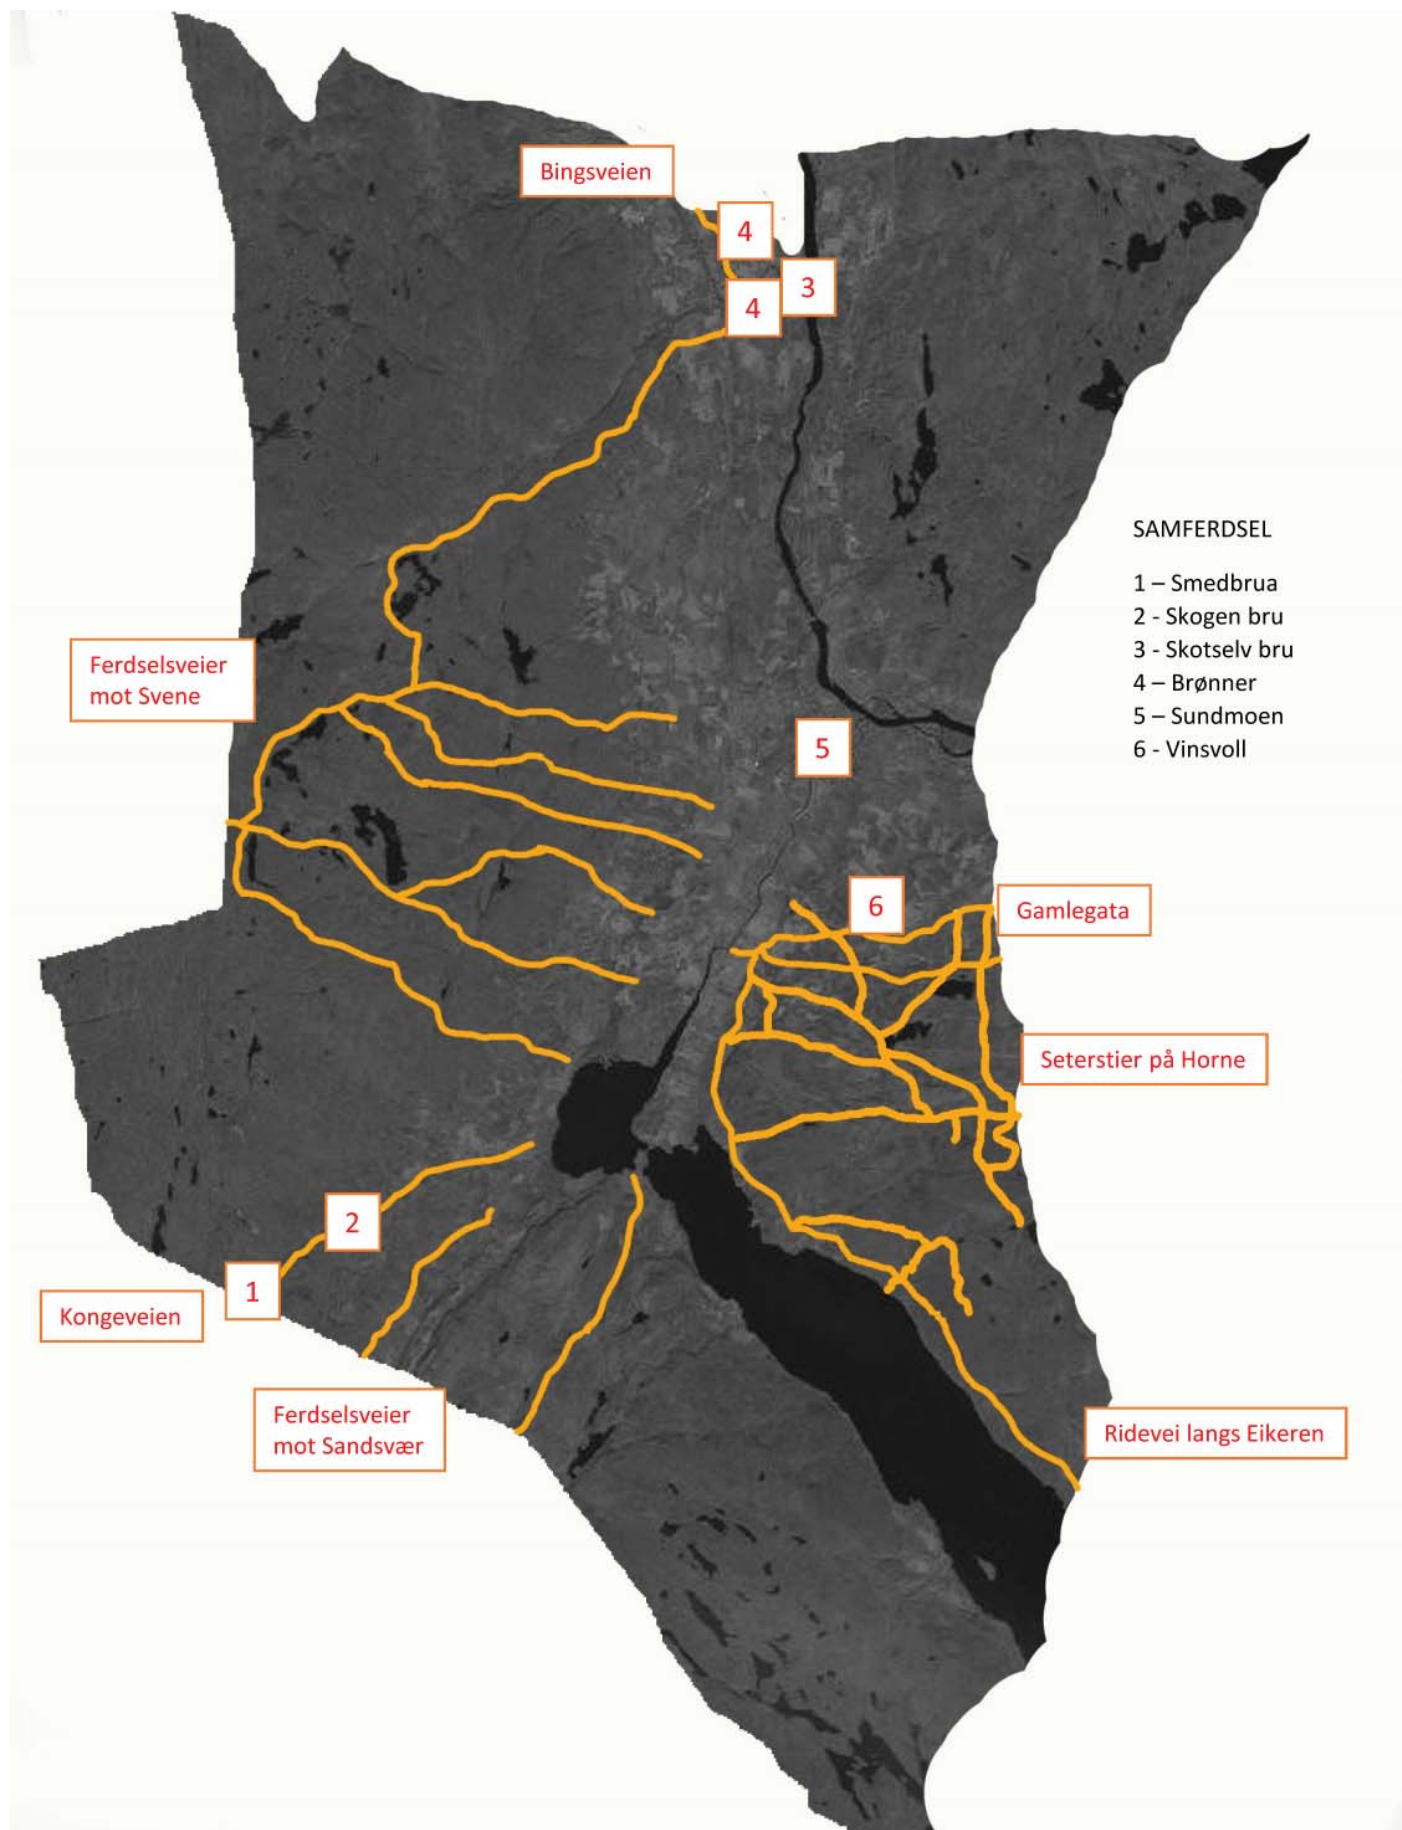 Bingsveien
4
3
4
SAMFERDSEL
1 – Smedbrua
2 - Skogen bru
3 - Skotselv bru
4 – Brønner
5 – Sundmoen
6 - Vinsvoll
Ferdselsveier
mot Svene
5
6
Gamlegata
Seterstier på Horne
2
1
Kongeveien
Ferdselsveier
mot Sandsvær
Ridevei langs Eikeren